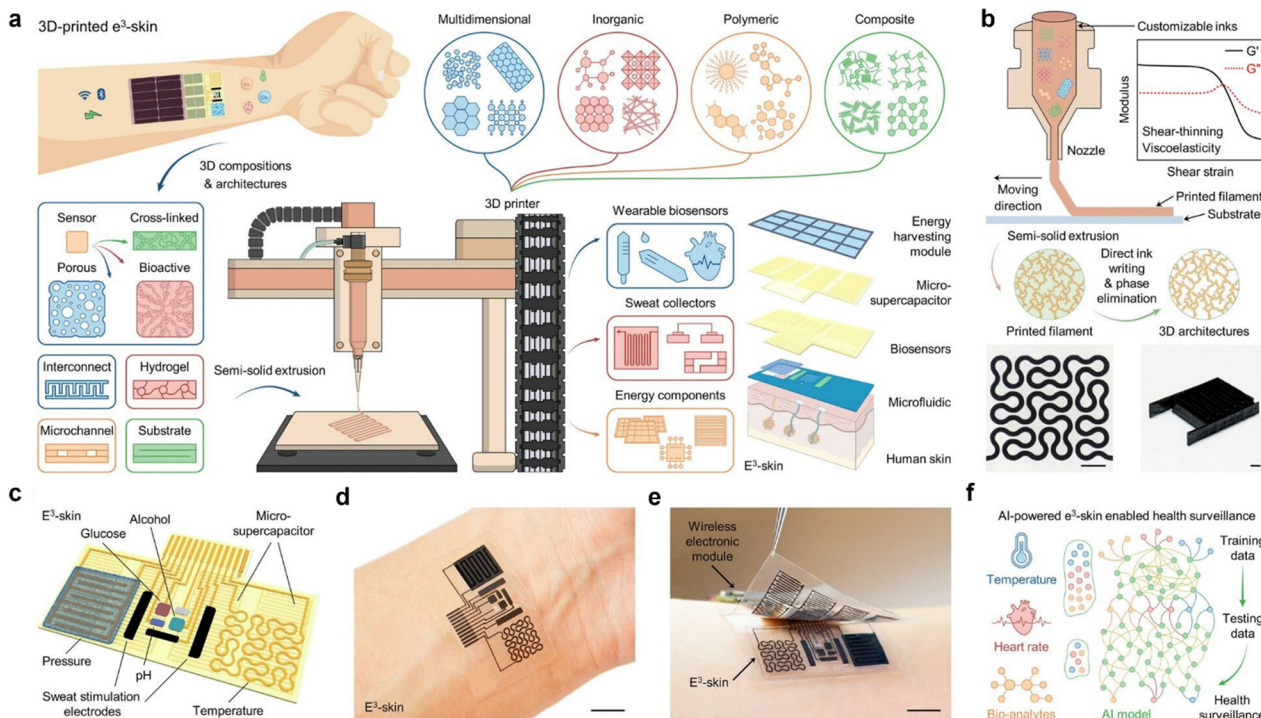 a
3D-printed e³-skin
Multidimensional
Inorganic
Polymeric
Composite
3D compositions
& architectures
Sensor
Cross-linked
Porous
Bioactive
Interconnect
Hydrogel
Microchannel
Substrate
Semi-solid extrusion
3D printer
Wearable biosensors
Sweat collectors
Energy components
Energy
harvesting
module
Micro-
supercapacitor
Biosensors
Microfluidic
Human skin
E³-skin
b
Customizable inks
G'
G"
Modulus
Shear-thinning
Viscoelasticity
Shear strain
Nozzle
Moving
direction
Printed filament
Substrate
Semi-solid extrusion
Direct ink
writing
& phase
elimination
Printed filament
3D architectures
c
E³-skin
Glucose
Alcohol
Micro-
supercapacitor
Pressure
pH
Sweat stimulation
electrodes
Temperature
d
E³-skin
e
Wireless
electronic
module
E³-skin
f
AI-powered e³-skin enabled health surveillance
Temperature
Heart rate
Bio-analytes
AI model
Training
data
Testing
data
Health
surveillance